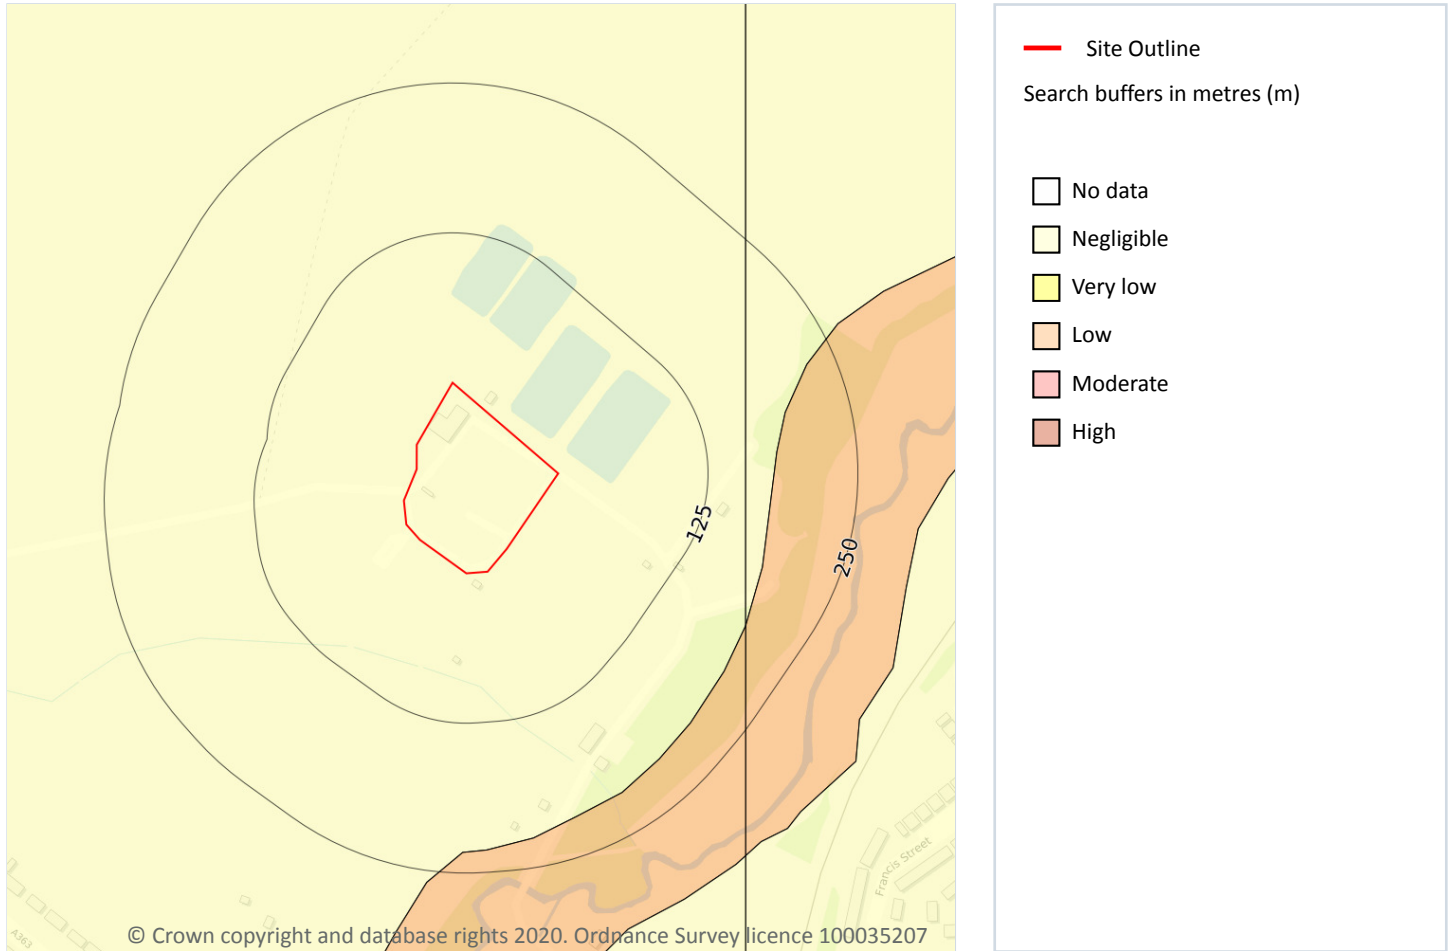 125
250
Francis Street
A363
© Crown copyright and database rights 2020. Ordnance Survey licence 100035207
Site Outline
Search buffers in metres (m)
No data
Negligible
Very low
Low
Moderate
High